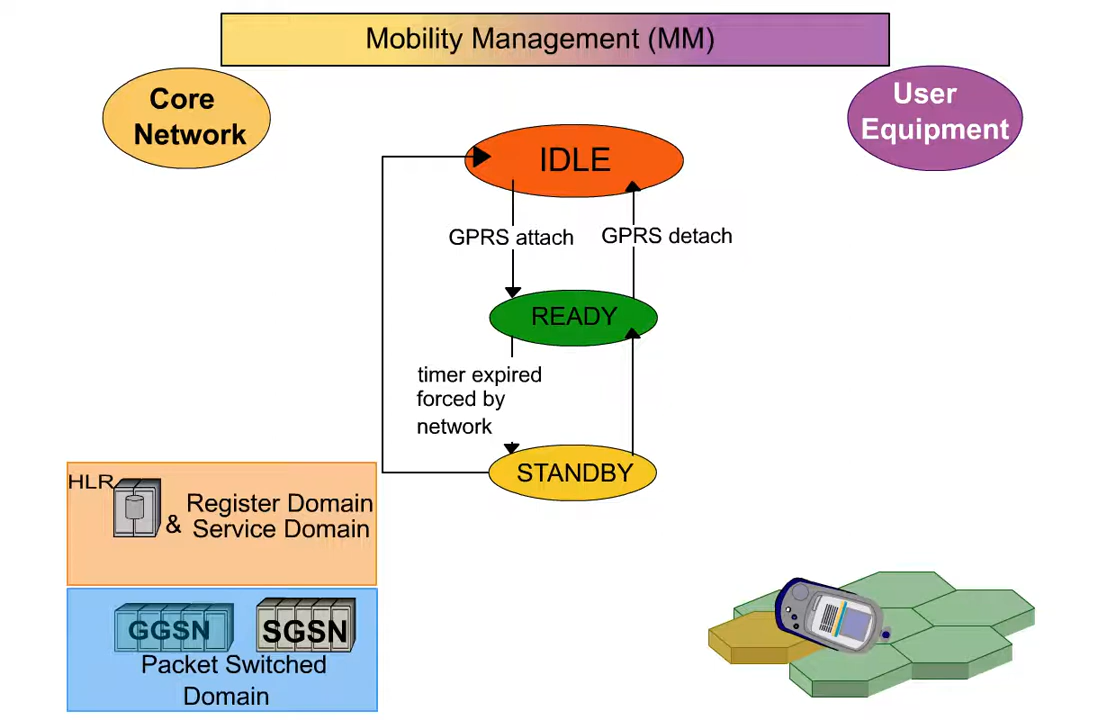 Mobility Management (MM)
Core
Network
User
Equipment
IDLE
GPRS attach
GPRS detach
READY
timer expired
forced by
network
STANDBY
HLR
& Register Domain
Service Domain
GGSN
SGSN
Packet Switched
Domain